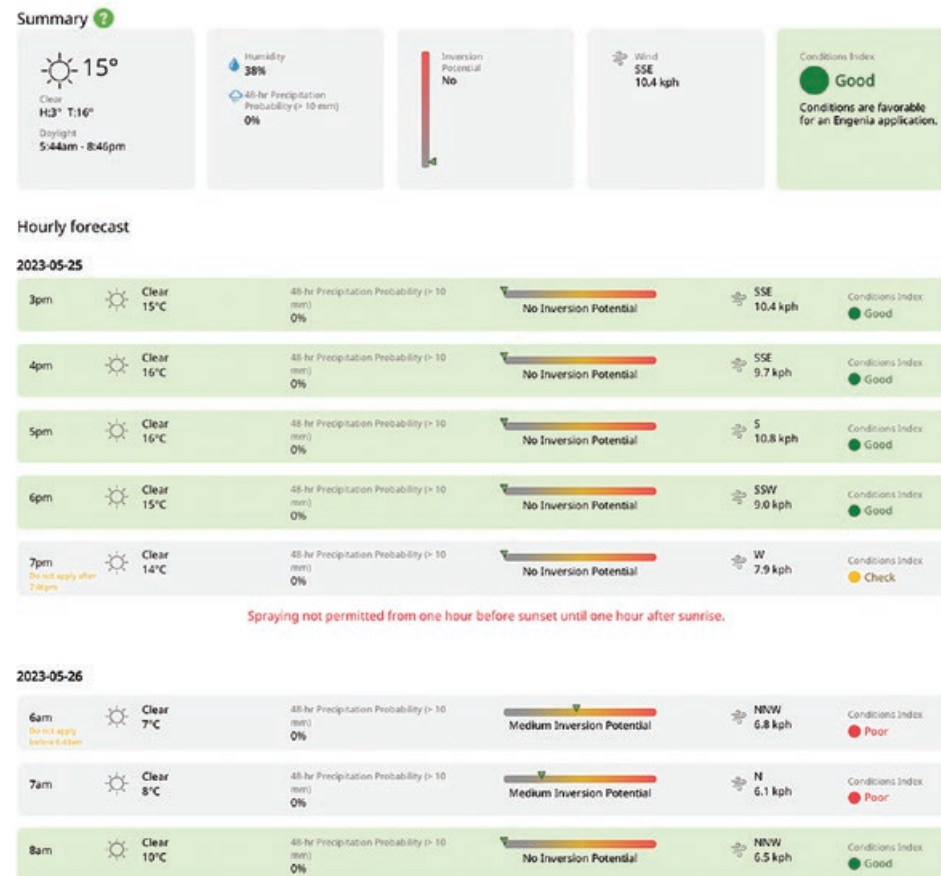 Summary ?
15°
Clear
H:3° T:16°
Daylight
5:44am - 8:46pm
Humidity
38%
48-hr Precipitation
Probability (> 10 mm)
0%
Inversion
Potential
No
Wind
SSE
10.4 kph
Conditions Index
Good
Conditions are favorable
for an Engenia application.
Hourly forecast
2023-05-25
3pm
Clear
15°C
48-hr Precipitation Probability (> 10
mm)
0%
No Inversion Potential
SSE
10.4 kph
Conditions Index
Good
4pm
Clear
16°C
48-hr Precipitation Probability (> 10
mm)
0%
No Inversion Potential
SSE
9.7 kph
Conditions Index
Good
5pm
Clear
16°C
48-hr Precipitation Probability (> 10
mm)
0%
No Inversion Potential
S
10.8 kph
Conditions Index
Good
6pm
Clear
15°C
48-hr Precipitation Probability (> 10
mm)
0%
No Inversion Potential
SSW
9.0 kph
Conditions Index
Good
7pm
Do not apply after
7:46pm
Clear
14°C
48-hr Precipitation Probability (> 10
mm)
0%
No Inversion Potential
W
7.9 kph
Conditions Index
Check
Spraying not permitted from one hour before sunset until one hour after sunrise.
2023-05-26
6am
Do not apply
before
Clear
7°C
48-hr Precipitation Probability (> 10
mm)
0%
Medium Inversion Potential
NNW
6.8 kph
Conditions Index
Poor
7am
Clear
8°C
48-hr Precipitation Probability (> 10
mm)
0%
Medium Inversion Potential
N
6.1 kph
Conditions Index
Poor
8am
Clear
10°C
48-hr Precipitation Probability (> 10
mm)
0%
No Inversion Potential
NNW
6.5 kph
Conditions Index
Good